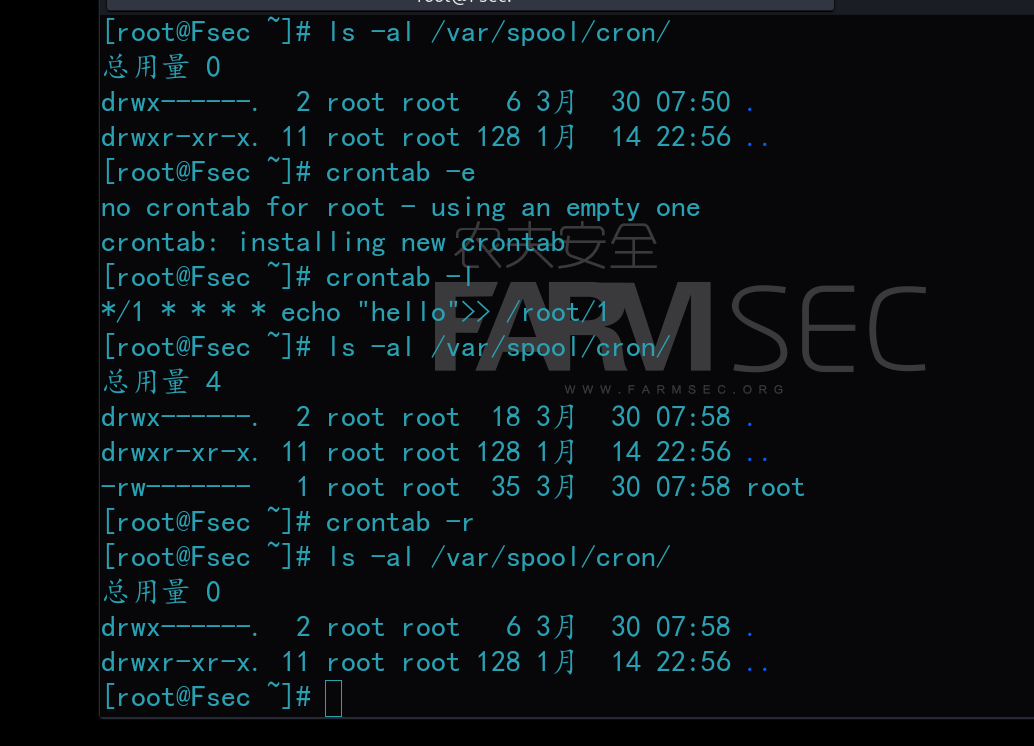 [root@Fsec ~]# ls -al /var/spool/cron/
总用量 0
drwx------.  2 root root   6 3月  30 07:50 .
drwxr-xr-x. 11 root root 128 1月  14 22:56 ..
[root@Fsec ~]# crontab -e
no crontab for root - using an empty one
crontab: installing new crontab
[root@Fsec ~]# crontab -l
*/1 * * * * echo "hello">> /root/1
[root@Fsec ~]# ls -al /var/spool/cron/
总用量 4
drwx------.  2 root root  18 3月  30 07:58 .
drwxr-xr-x. 11 root root 128 1月  14 22:56 ..
-rw-------   1 root root  35 3月  30 07:58 root
[root@Fsec ~]# crontab -r
[root@Fsec ~]# ls -al /var/spool/cron/
总用量 0
drwx------.  2 root root   6 3月  30 07:58 .
drwxr-xr-x. 11 root root 128 1月  14 22:56 ..
[root@Fsec ~]#
农夫安全
FARMSEC
WWW.FARMSEC.ORG